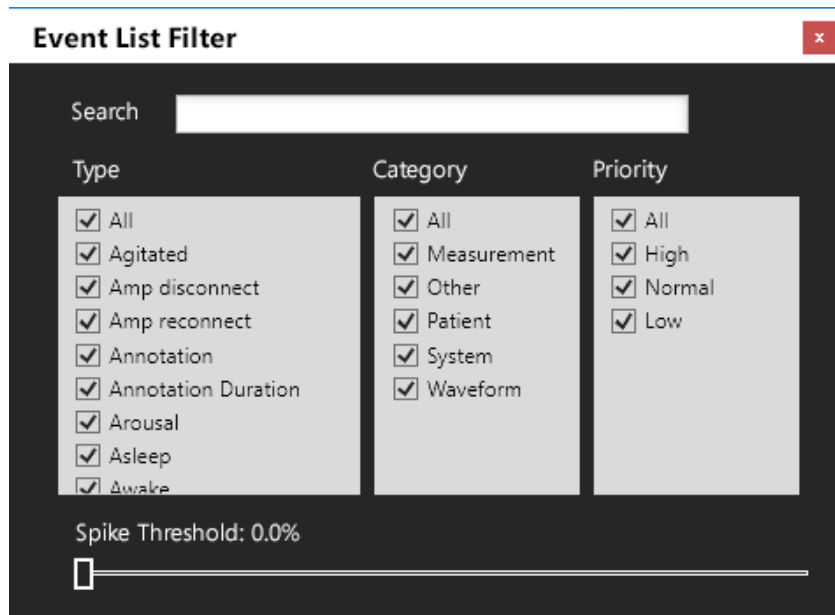 Event List Filter
x
Search
Type
All
Agitated
Amp disconnect
Amp reconnect
Annotation
Annotation Duration
Arousal
Asleep
Awake
Category
All
Measurement
Other
Patient
System
Waveform
Priority
All
High
Normal
Low
Spike Threshold: 0.0%